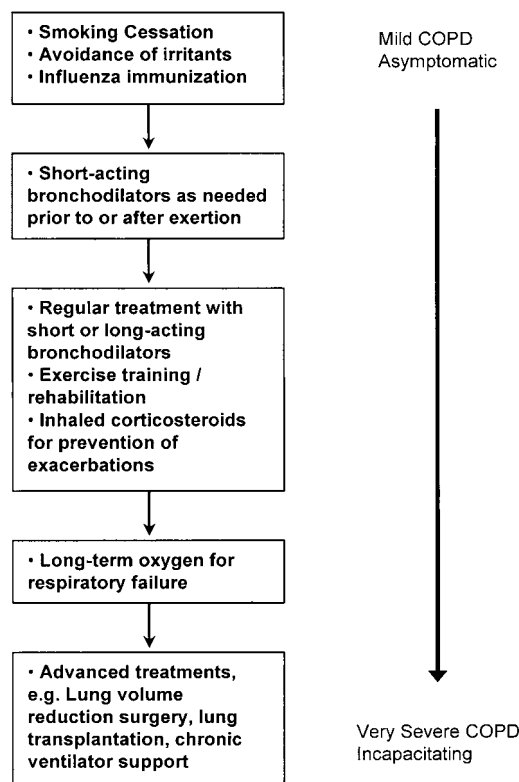 • Smoking Cessation
• Avoidance of irritants
• Influenza immunization
Mild COPD
Asymptomatic
• Short-acting
bronchodilators as needed
prior to or after exertion
• Regular treatment with
short or long-acting
bronchodilators
• Exercise training /
rehabilitation
• Inhaled corticosteroids
for prevention of
exacerbations
• Long-term oxygen for
respiratory failure
• Advanced treatments,
e.g. Lung volume
reduction surgery, lung
transplantation, chronic
ventilator support
Very Severe COPD
Incapacitating